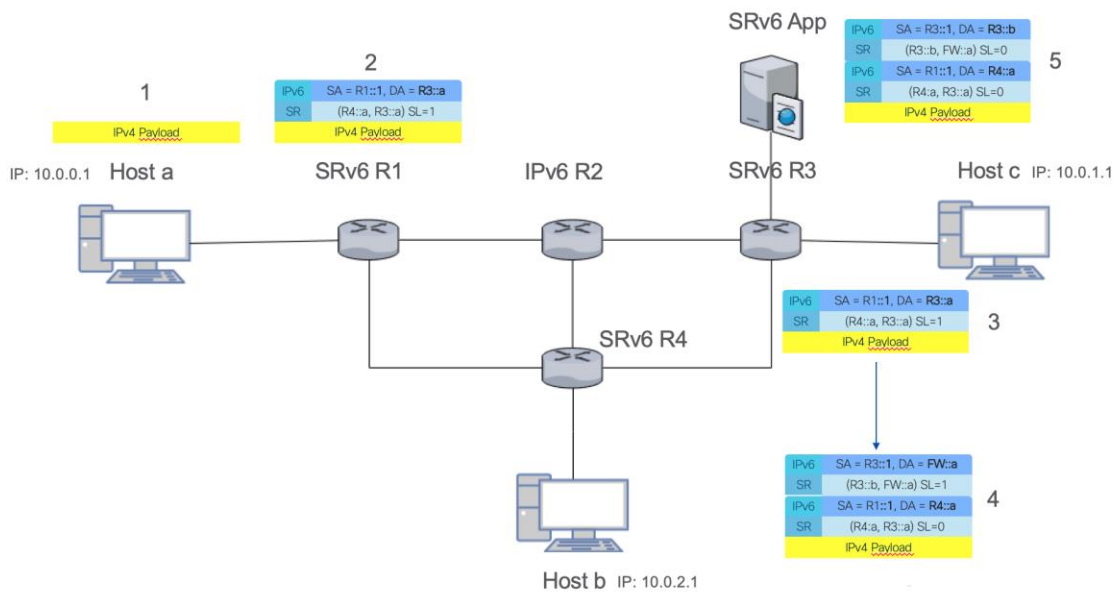 SRv6 App
IPv6 SA = R3::1, DA = R3::b
SR (R3::b, FW::a) SL=0
IPv6 SA = R1::1, DA = R4::a
SR (R4:a, R3::a) SL=0
IPv4 Payload
5
1
IPv4 Payload
2
IPv6 SA = R1::1, DA = R3::a
SR (R4::a, R3::a) SL=1
IPv4 Payload
IP: 10.0.0.1 Host a
SRv6 R1
IPv6 R2
SRv6 R3
Host c IP: 10.0.1.1
IPv6 SA = R1::1, DA = R3::a
SR (R4::a, R3::a) SL=1
IPv4 Payload
3
SRv6 R4
IPv6 SA = R3::1, DA = FW::a
SR (R3::b, FW::a) SL=1
IPv6 SA = R1::1, DA = R4::a
SR (R4:a, R3::a) SL=0
IPv4 Payload
4
Host b IP: 10.0.2.1